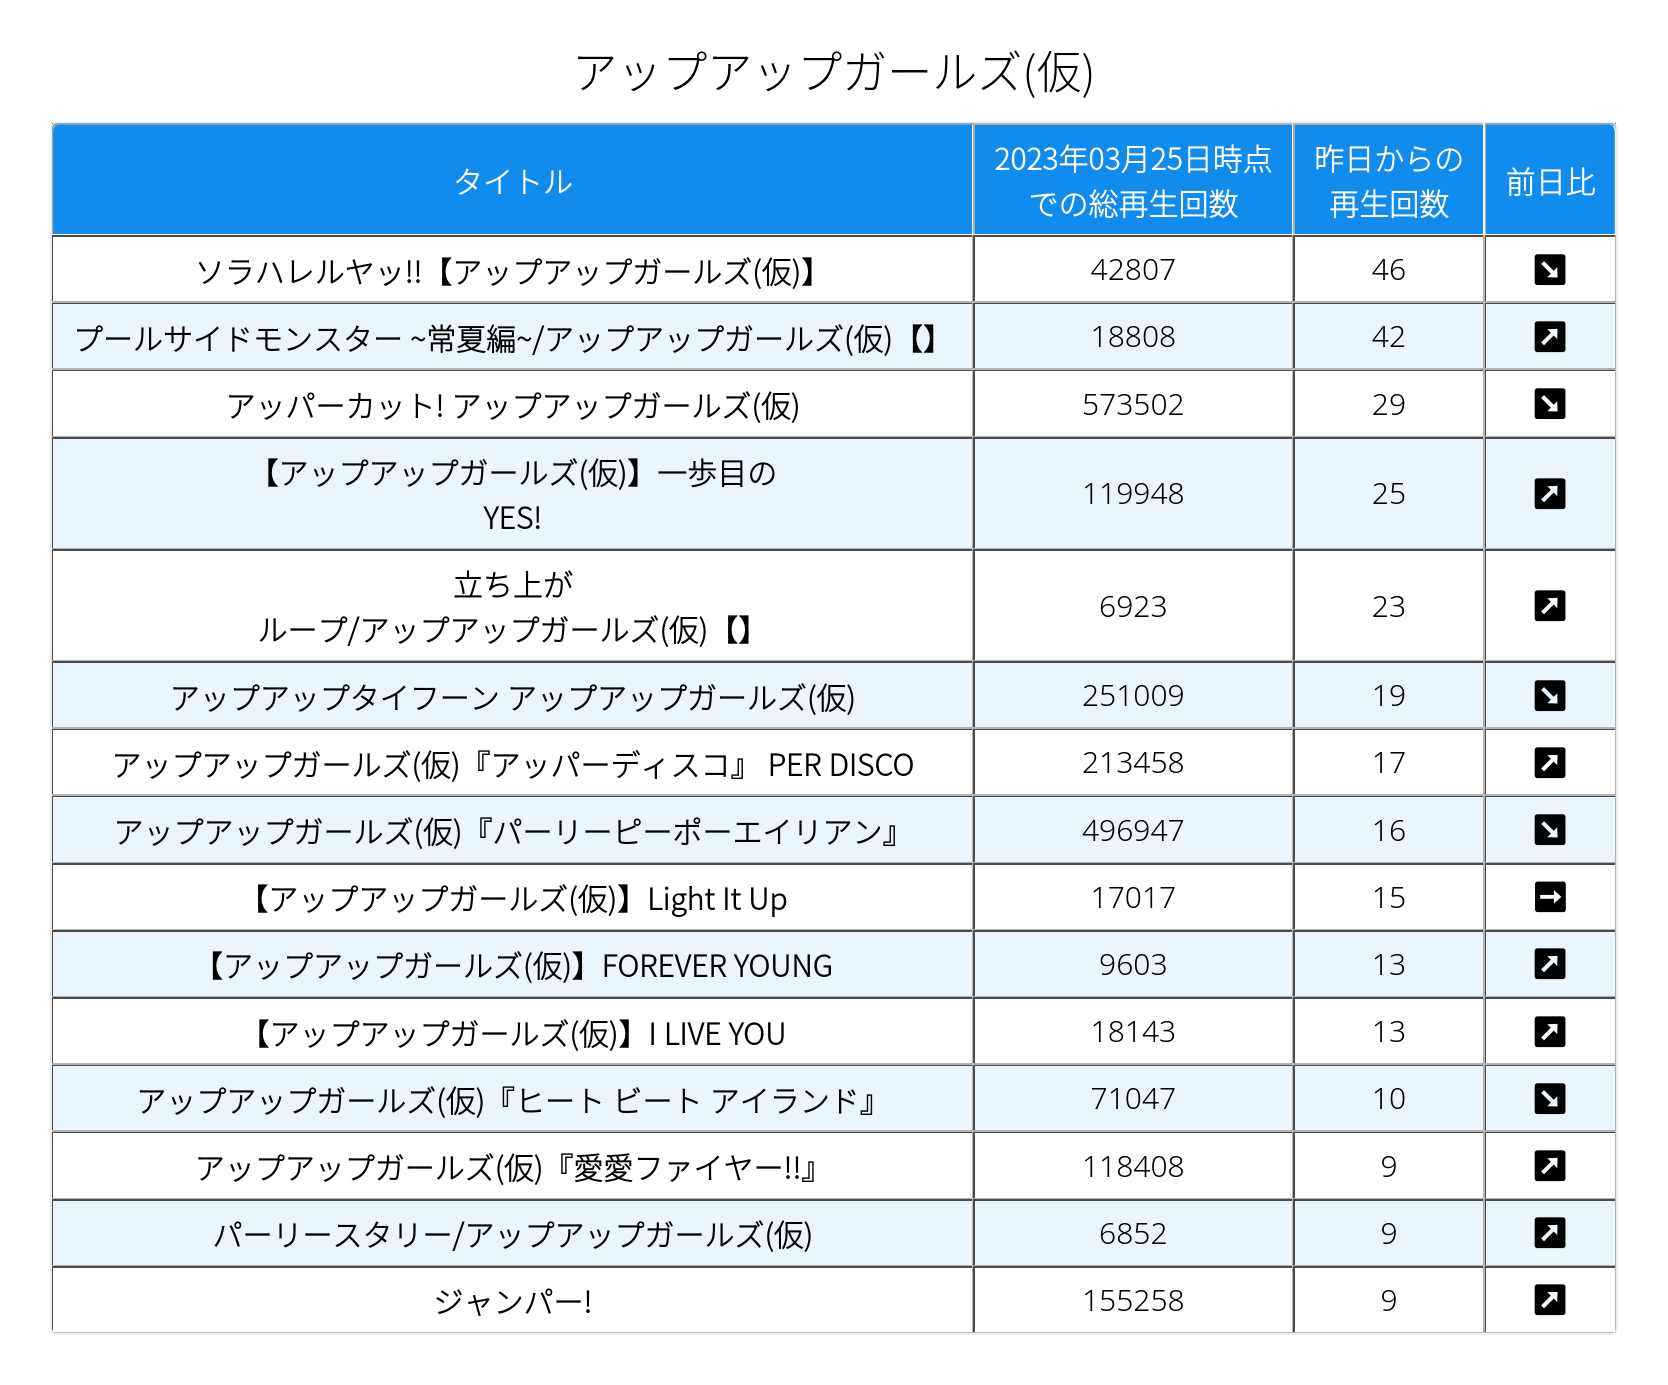 アップアップガールズ(仮)
タイトル
2023年03月25日時点
での総再生回数
昨日からの
再生回数
前日比
ソラハレルヤッ!!【アップアップガールズ(仮)】 42807 46
プールサイドモンスター ~常夏編~/アップアップガールズ(仮)【】 18808 42
アッパーカット! アップアップガールズ(仮) 573502 29
【アップアップガールズ(仮)】一歩目の
YES!
119948 25
立ち上が
ループ/アップアップガールズ(仮)【】
6923 23
アップアップタイフーン アップアップガールズ(仮) 251009 19
アップアップガールズ(仮)『アッパーディスコ』 PER DISCO 213458 17
アップアップガールズ(仮)『パーリーピーポーエイリアン』 496947 16
【アップアップガールズ(仮)】Light It Up 17017 15
【アップアップガールズ(仮)】FOREVER YOUNG 9603 13
【アップアップガールズ(仮)】I LIVE YOU 18143 13
アップアップガールズ(仮)『ヒート ビート アイランド』 71047 10
アップアップガールズ(仮)『愛愛ファイヤー!!』 118408 9
パーリースタリー/アップアップガールズ(仮) 6852 9
ジャンパー! 155258 9